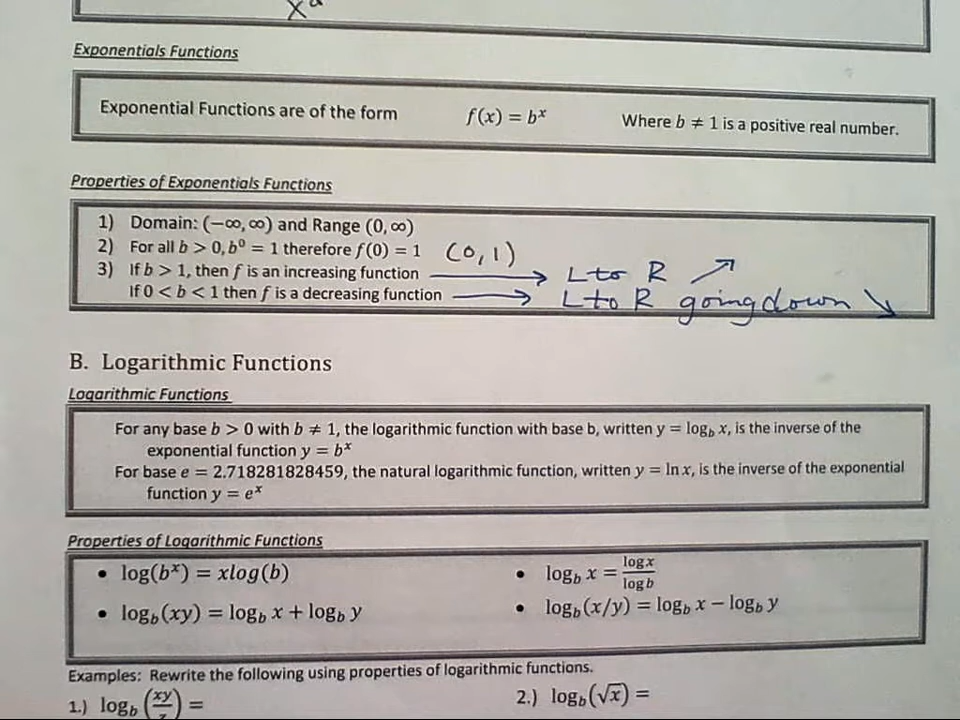 xᵃ
Exponentials Functions
Exponential Functions are of the form f(x) = bˣ Where b ≠ 1 is a positive real number.
Properties of Exponentials Functions
1) Domain: (−∞, ∞) and Range (0, ∞)
2) For all b > 0, b⁰ = 1 therefore f(0) = 1 (0,1)
3) If b > 1, then f is an increasing function → L to R ↗
If 0 < b < 1 then f is a decreasing function → L to R going down ↘
B. Logarithmic Functions
Logarithmic Functions
For any base b > 0 with b ≠ 1, the logarithmic function with base b, written y = log_b x, is the inverse of the
exponential function y = bˣ
For base e = 2.718281828459, the natural logarithmic function, written y = ln x, is the inverse of the exponential
function y = eˣ
Properties of Logarithmic Functions
• log(bˣ) = xlog(b) • log_b x = log x / log b
• log_b(xy) = log_b x + log_b y • log_b(x/y) = log_b x − log_b y
Examples: Rewrite the following using properties of logarithmic functions.
1.) log_b (xy/z) = 2.) log_b(√x) =